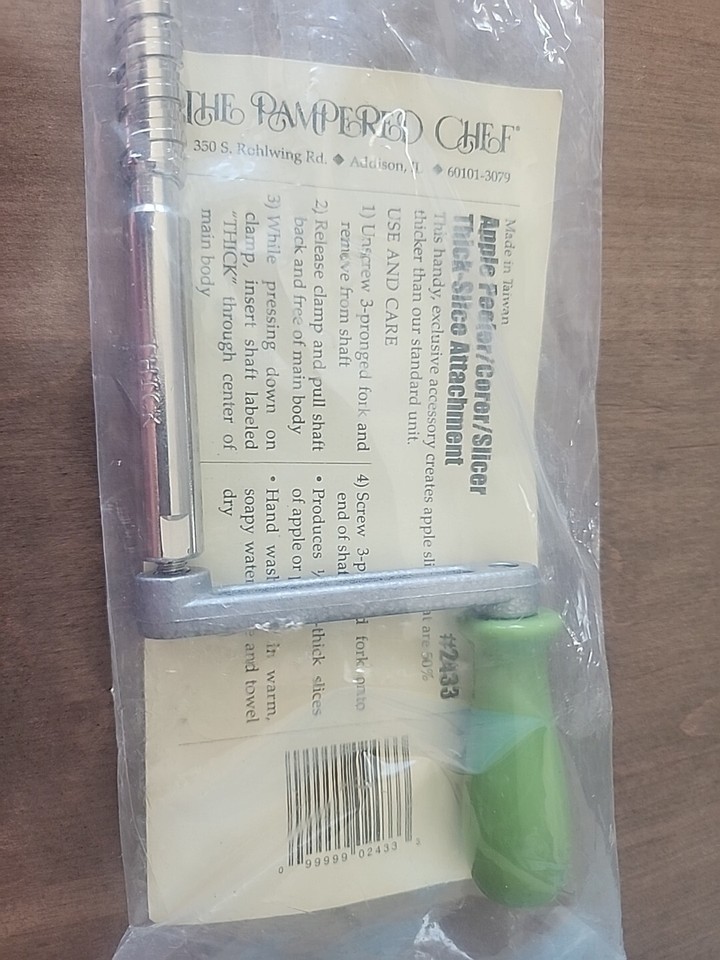 THE PAMPERED CHEF®
350 S. Rohlwing Rd. ◆ Addison, IL ◆ 60101-3079
Made in Taiwan
Apple Peeler/Corer/Slicer
Thick-Slice Attachment
#2433
This handy, exclusive accessory creates apple sli at are 50%
thicker than our standard unit.
USE AND CARE
1) Unscrew 3-pronged fork and
remove from shaft
2) Release clamp and pull shaft
back and free of main body
3) While pressing down on
clamp, insert shaft labeled
"THICK" through center of
main body
4) Screw 3-p d fork onto
end of shaf
• Produces -thick slices
of apple or
• Hand wash in warm,
soapy water and towel
dry
THICK
0 99999 02433 3